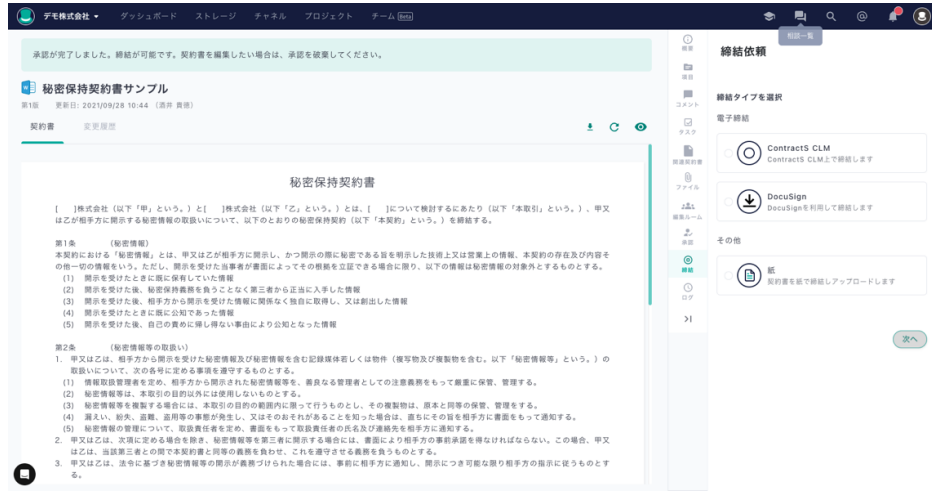 デモ株式会社
ダッシュボード ストレージ チャネル プロジェクト チーム Beta
相談一覧
承認が完了しました。締結が可能です。契約書を編集したい場合は、承認を破棄してください。
秘密保持契約書サンプル
第1版 更新日: 2021/09/28 10:44 (酒井 貴徳)
契約書 変更履歴
秘密保持契約書
[ ]株式会社(以下「甲」という。)と[ ]株式会社(以下「乙」という。)とは、[ ]について検討するにあたり(以下「本取引」という。)、甲又
は乙が相手方に開示する秘密情報の取扱いについて、以下のとおりの秘密保持契約(以下「本契約」という。)を締結する。
第1条 (秘密情報)
本契約における「秘密情報」とは、甲又は乙が相手方に開示し、かつ開示の際に秘密である旨を明示した技術上又は営業上の情報、本契約の存在及び内容そ
の他一切の情報をいう。ただし、開示を受けた当事者が書面によってその根拠を立証できる場合に限り、以下の情報は秘密情報の対象外とするものとする。
(1) 開示を受けたときに既に保有していた情報
(2) 開示を受けた後、秘密保持義務を負うことなく第三者から正当に入手した情報
(3) 開示を受けた後、相手方から開示を受けた情報に関係なく独自に取得し、又は創出した情報
(4) 開示を受けたときに既に公知であった情報
(5) 開示を受けた後、自己の責めに帰し得ない事由により公知となった情報
第2条 (秘密情報等の取扱い)
1. 甲又は乙は、相手方から開示を受けた秘密情報及び秘密情報を含む記録媒体若しくは物件(複写物及び複製物を含む。以下「秘密情報等」という。)の
取扱いについて、次の各号に定める事項を遵守するものとする。
(1) 情報取扱管理者を定め、相手方から開示された秘密情報等を、善良なる管理者としての注意義務をもって厳重に保管、管理する。
(2) 秘密情報等は、本取引の目的以外には使用しないものとする。
(3) 秘密情報等を複製する場合には、本取引の目的の範囲内に限って行うものとし、その複製物は、原本と同等の保管、管理をする。
(4) 漏えい、紛失、盗難、盗用等の事態が発生し、又はそのおそれがあることを知った場合は、直ちにその旨を相手方に書面をもって通知する。
(5) 秘密情報の管理について、取扱責任者を定め、書面をもって取扱責任者の氏名及び連絡先を相手方に通知する。
2. 甲又は乙は、次項に定める場合を除き、秘密情報等を第三者に開示する場合には、書面により相手方の事前承諾を得なければならない。この場合、甲又
は乙は、当該第三者との間で本契約書と同等の義務を負わせ、これを遵守させる義務を負うものとする。
3. 甲又は乙は、法令に基づき秘密情報等の開示が義務づけられた場合には、事前に相手方に通知し、開示につき可能な限り相手方の指示に従うものとす
る。
概要
項目
コメント
タスク
関連契約書
ファイル
編集ルーム
承認
締結
ログ
締結依頼
締結タイプを選択
電子締結
ContractS CLM
ContractS CLM上で締結します
DocuSign
DocuSignを利用して締結します
その他
紙
契約書を紙で締結しアップロードします
次へ